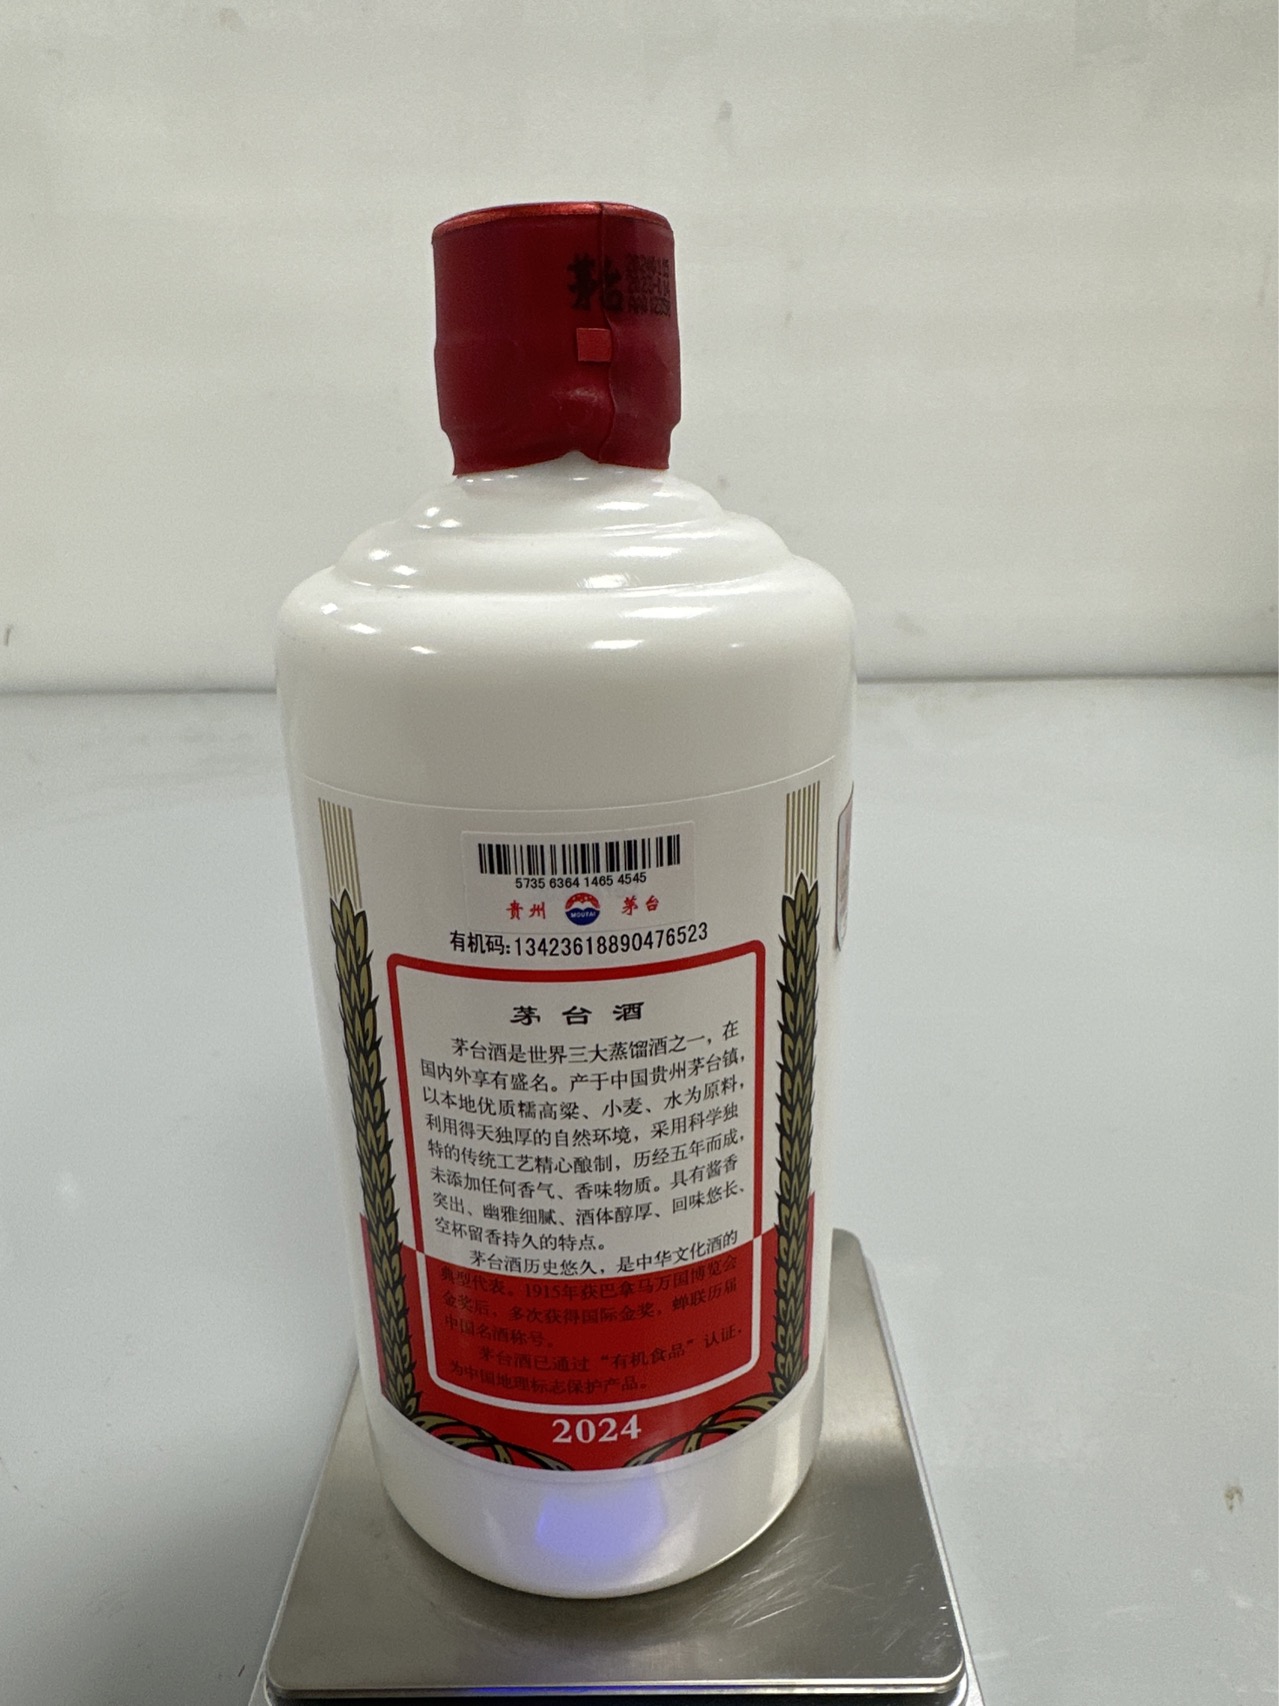 茅台
5735 6364 1465 4545
贵州 MOUTAI 茅台
有机码:13423618890476523
茅台酒
茅台酒是世界三大蒸馏酒之一，在
国内外享有盛名。产于中国贵州茅台镇，
以本地优质糯高粱、小麦、水为原料，
利用得天独厚的自然环境，采用科学独
特的传统工艺精心酿制，历经五年而成，
未添加任何香气、香味物质。具有酱香
突出、幽雅细腻、酒体醇厚、回味悠长、
空杯留香持久的特点。
茅台酒历史悠久，是中华文化酒的
典型代表。1915年获巴拿马万国博览会
金奖后，多次获得国际金奖，蝉联历届
中国名酒称号。
茅台酒已通过“有机食品”认证，
为中国地理标志保护产品。
2024